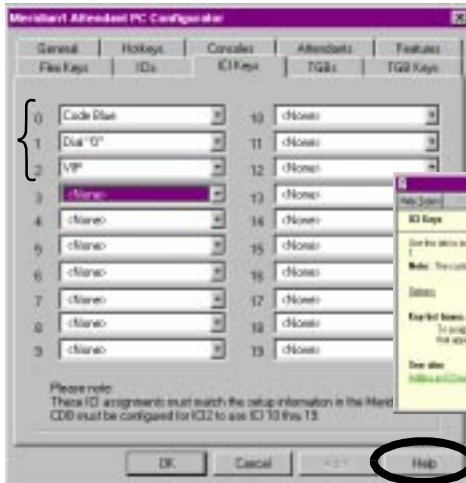 Meridian1 Attendant PC Configurator
General Hotkeys Consoles Attendants Features
Flex Keys ICIs ICI Keys TGBs TGB Keys
0 Code Blue 10 <None>
1 Dial "0" 11 <None>
2 VIP 12 <None>
3 <None> 13 <None>
4 <None> 14 <None>
5 <None> 15 <None>
6 <None> 16 <None>
7 <None> 17 <None>
8 <None> 18 <None>
9 <None> 19 <None>
ICI Keys
Note: The
See also
Please note:
These ICI assignments must match the setup information in the
CDB must be configured for ICI2 to use ICI 10 thru 19.
OK Cancel Help